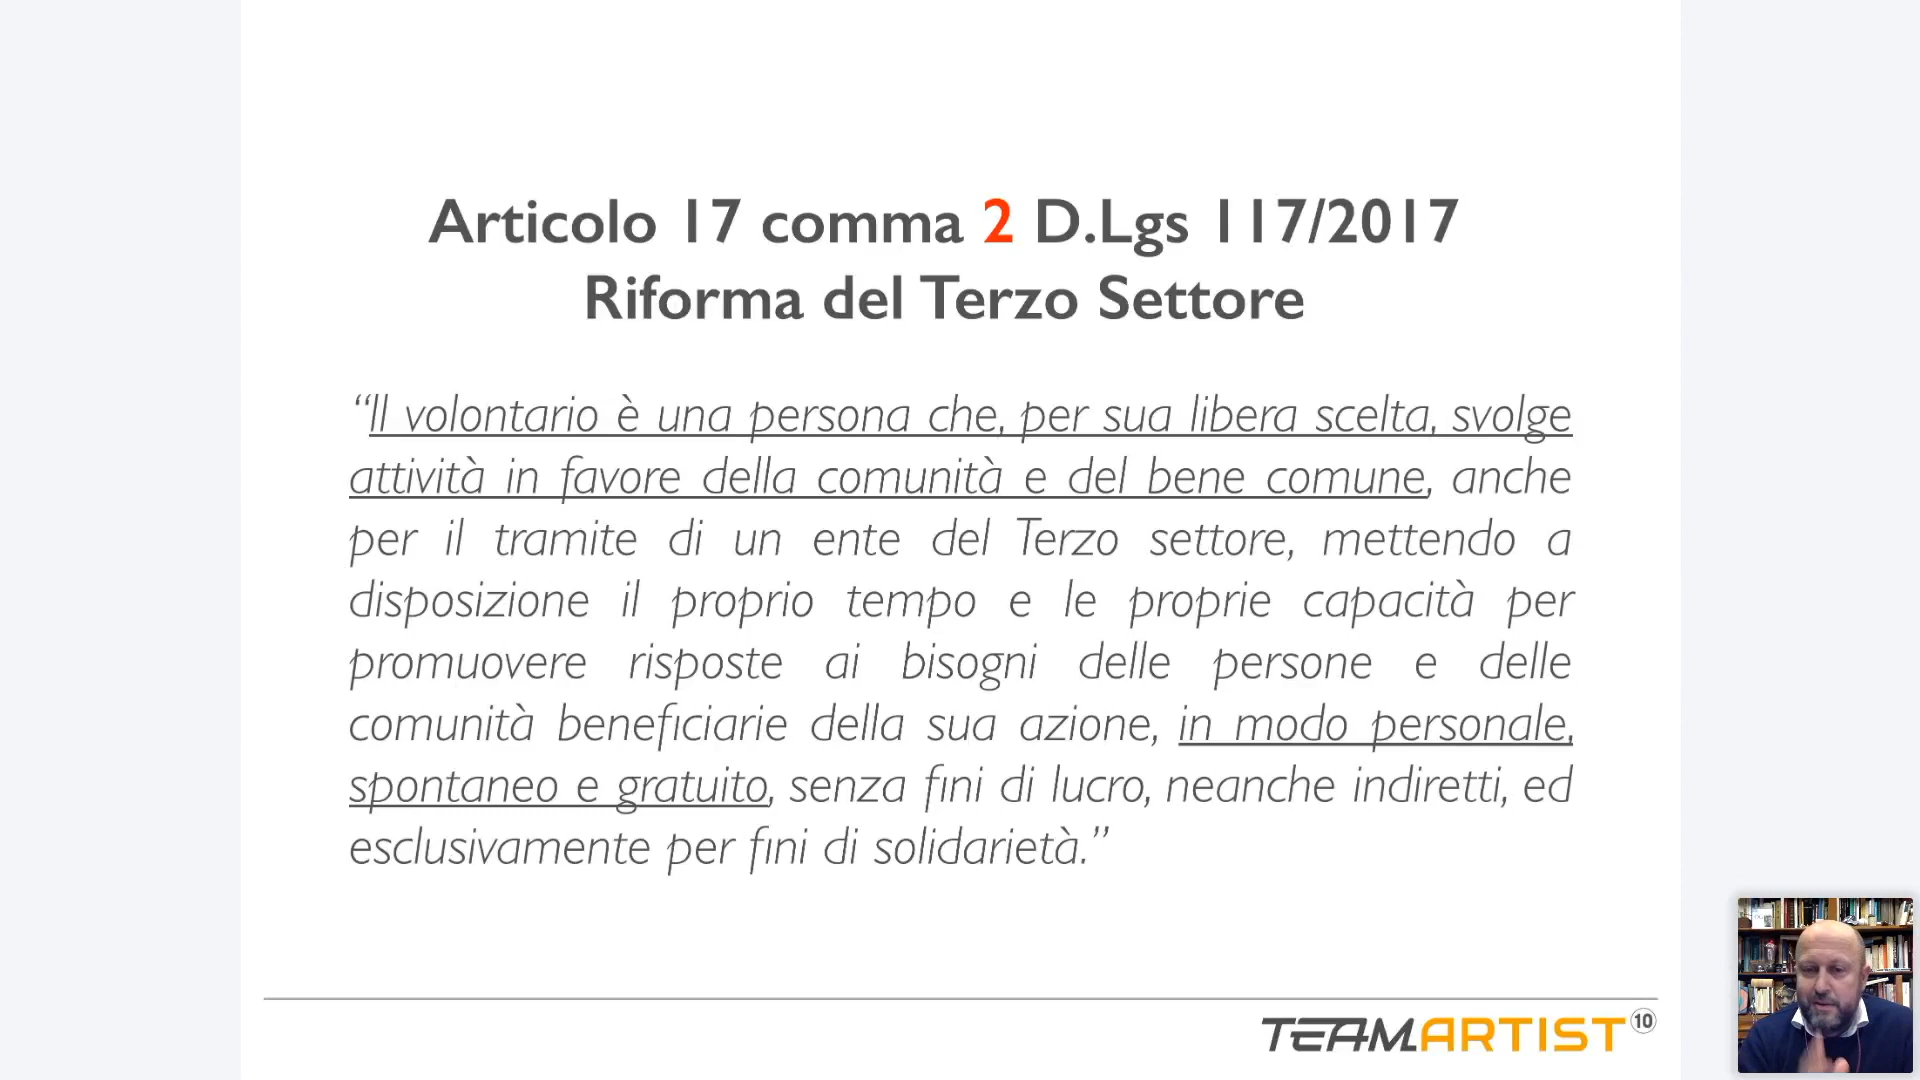 Articolo 17 comma 2 D.Lgs 117/2017
Riforma del Terzo Settore
“Il volontario è una persona che, per sua libera scelta, svolge
attività in favore della comunità e del bene comune, anche
per il tramite di un ente del Terzo settore, mettendo a
disposizione il proprio tempo e le proprie capacità per
promuovere risposte ai bisogni delle persone e delle
comunità beneficiarie della sua azione, in modo personale,
spontaneo e gratuito, senza fini di lucro, neanche indiretti, ed
esclusivamente per fini di solidarietà.”
TEAMARTIST 10